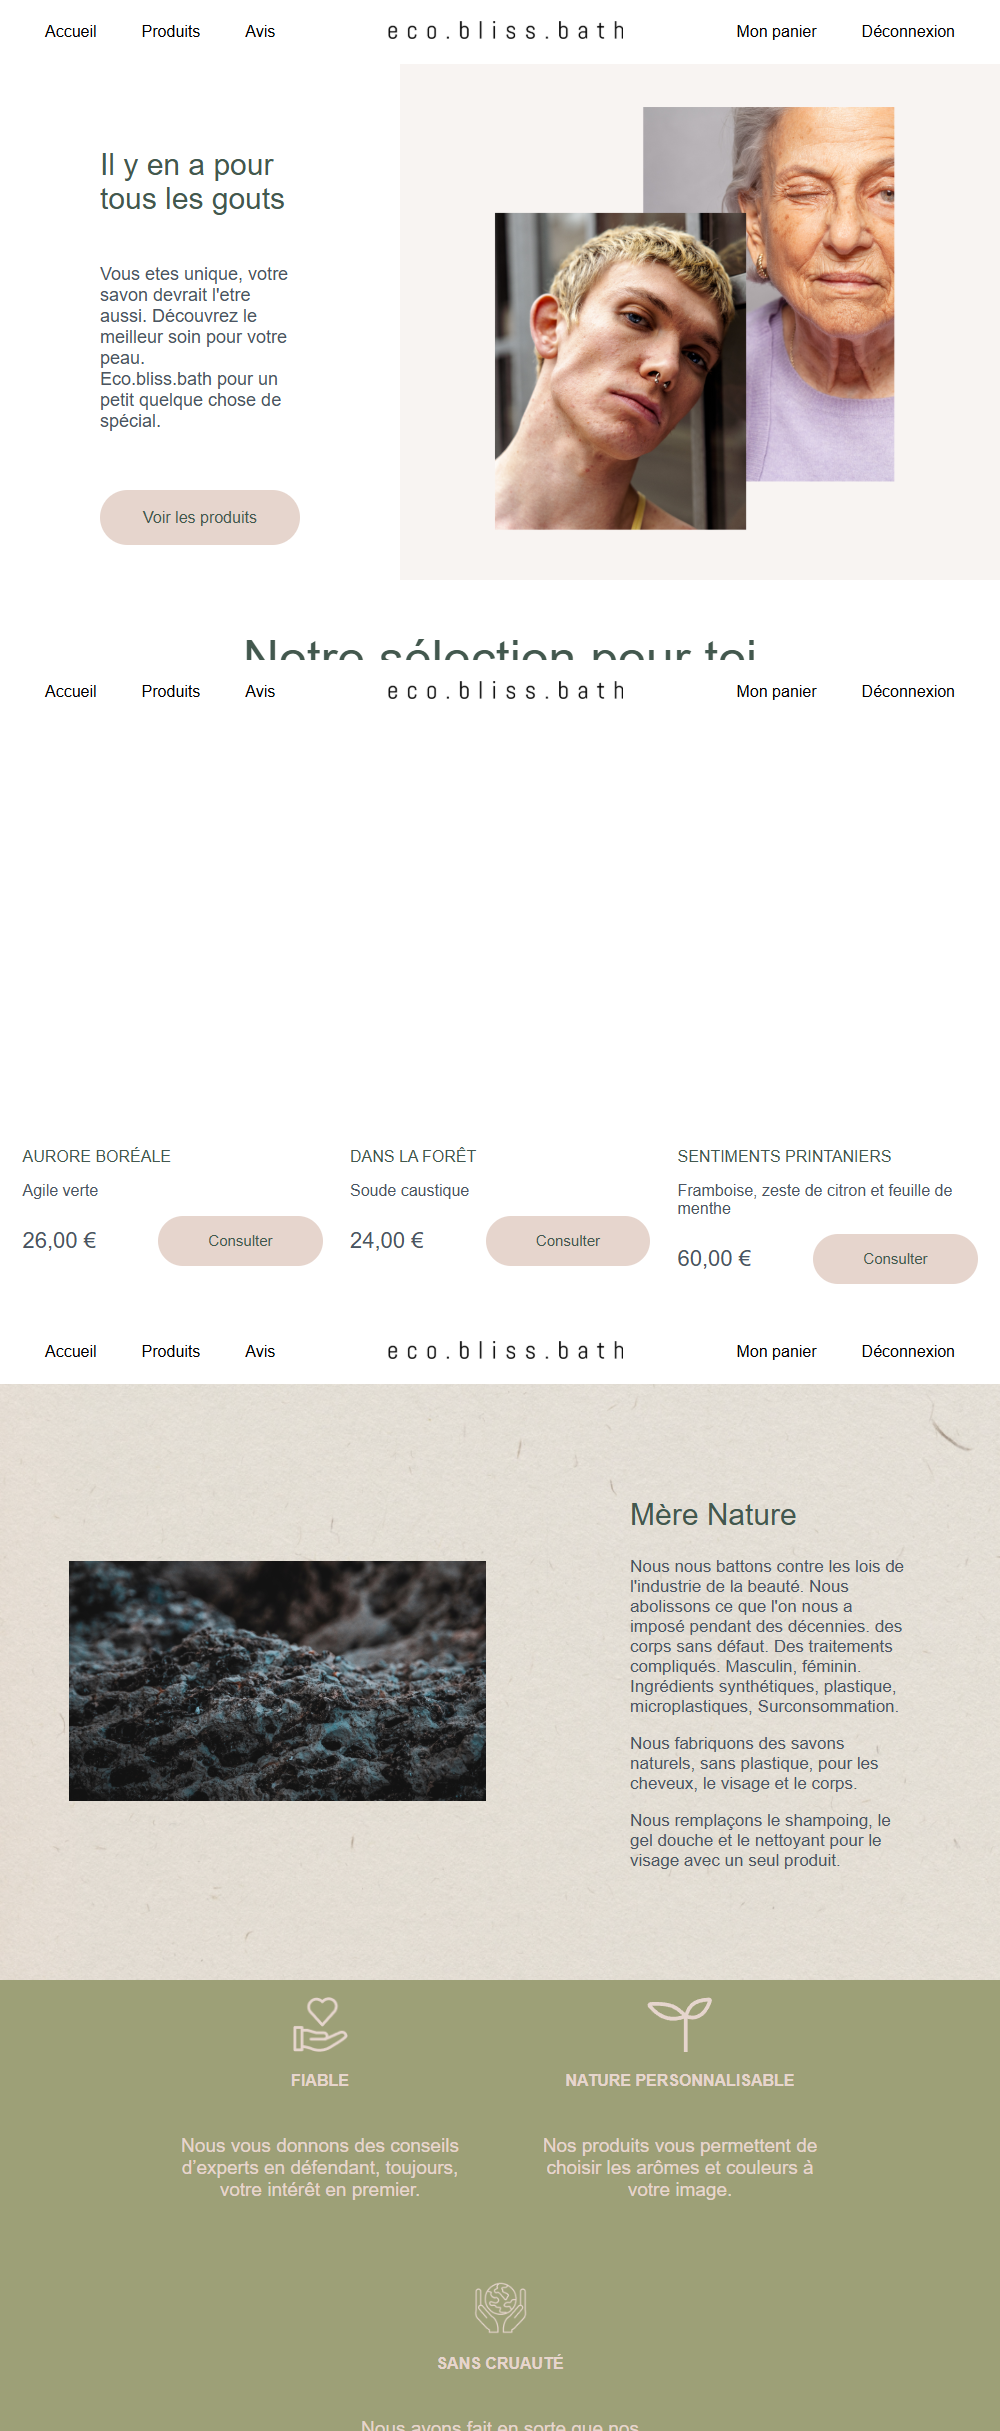 Accueil Produits Avis eco.bliss.bath Mon panier Déconnexion
Il y en a pour
tous les gouts
Vous etes unique, votre
savon devrait l'etre
aussi. Découvrez le
meilleur soin pour votre
peau.
Eco.bliss.bath pour un
petit quelque chose de
spécial.
Voir les produits
Notre sélection pour toi
Accueil Produits Avis eco.bliss.bath Mon panier Déconnexion
AURORE BORÉALE
Agile verte
26,00 € Consulter
DANS LA FORÊT
Soude caustique
24,00 € Consulter
SENTIMENTS PRINTANIERS
Framboise, zeste de citron et feuille de
menthe
60,00 € Consulter
Accueil Produits Avis eco.bliss.bath Mon panier Déconnexion
Mère Nature
Nous nous battons contre les lois de
l'industrie de la beauté. Nous
abolissons ce que l'on nous a
imposé pendant des décennies. des
corps sans défaut. Des traitements
compliqués. Masculin, féminin.
Ingrédients synthétiques, plastique,
microplastiques, Surconsommation.
Nous fabriquons des savons
naturels, sans plastique, pour les
cheveux, le visage et le corps.
Nous remplaçons le shampoing, le
gel douche et le nettoyant pour le
visage avec un seul produit.
FIABLE
Nous vous donnons des conseils
d’experts en défendant, toujours,
votre intérêt en premier.
NATURE PERSONNALISABLE
Nos produits vous permettent de
choisir les arômes et couleurs à
votre image.
SANS CRUAUTÉ
Nous avons fait en sorte que nos